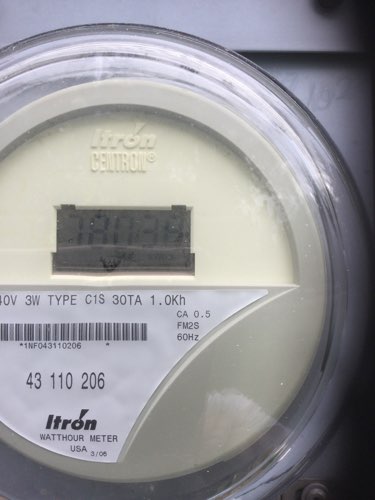 Itron
CENTRON®
40V 3W TYPE C1S 30TA 1.0Kh
CA 0.5
FM2S
60Hz
*1NF043110206 *
43 110 206
Itrón
WATTHOUR METER
USA 3/06